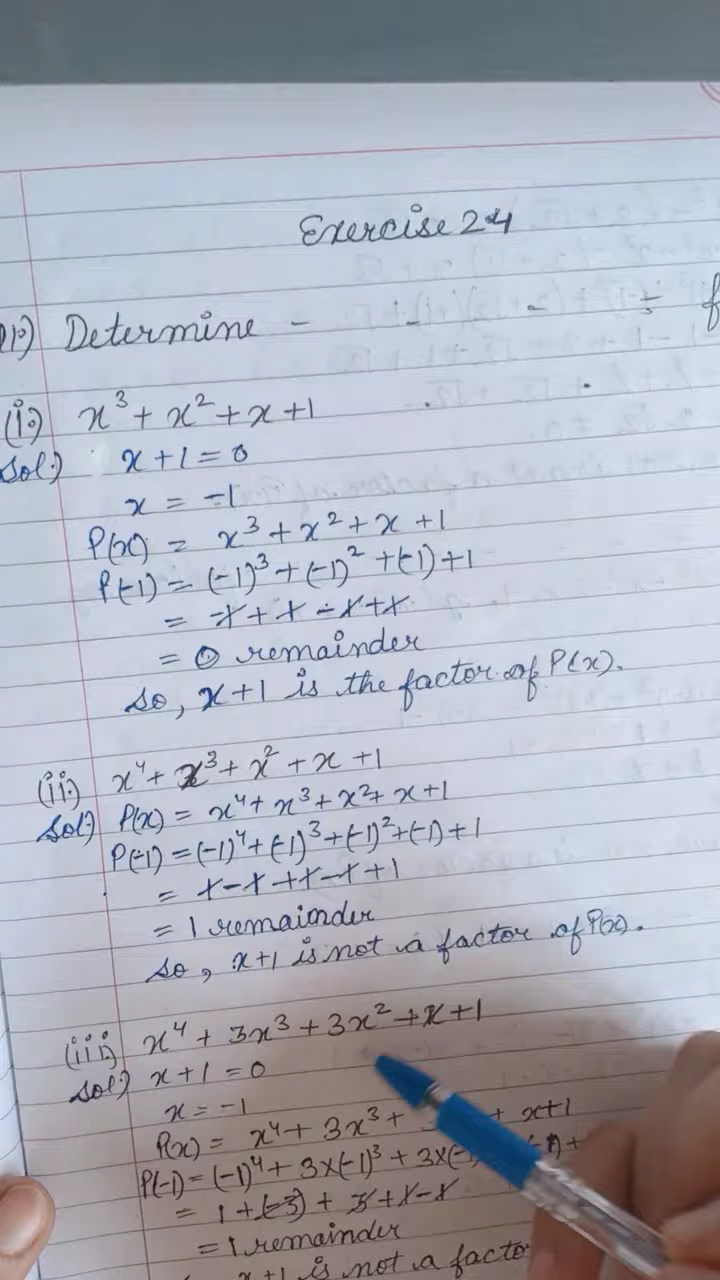 Exercise 2.4
Determine - - - ÷ f
(i) x³ + x² + x + 1
Sol) x + 1 = 0
x = -1
P(x) = x³ + x² + x + 1
P(-1) = (-1)³ + (-1)² + (-1) + 1
= -1 + 1 - 1 + 1
= 0 remainder
So, x+1 is the factor of P(x).
(ii) x⁴ + x³ + x² + x + 1
Sol) P(x) = x⁴ + x³ + x² + x + 1
P(-1) = (-1)⁴ + (-1)³ + (-1)² + (-1) + 1
= 1 - 1 + 1 - 1 + 1
= 1 remainder
So, x+1 is not a factor of P(x).
(iii) x⁴ + 3x³ + 3x² + x + 1
Sol) x + 1 = 0
x = -1
P(x) = x⁴ + 3x³ + + x + 1
P(-1) = (-1)⁴ + 3×(-1)³ + 3×(-
= 1 + (-3) + 3 + 1 - 1
= 1 remainder
x+1 is not a facto